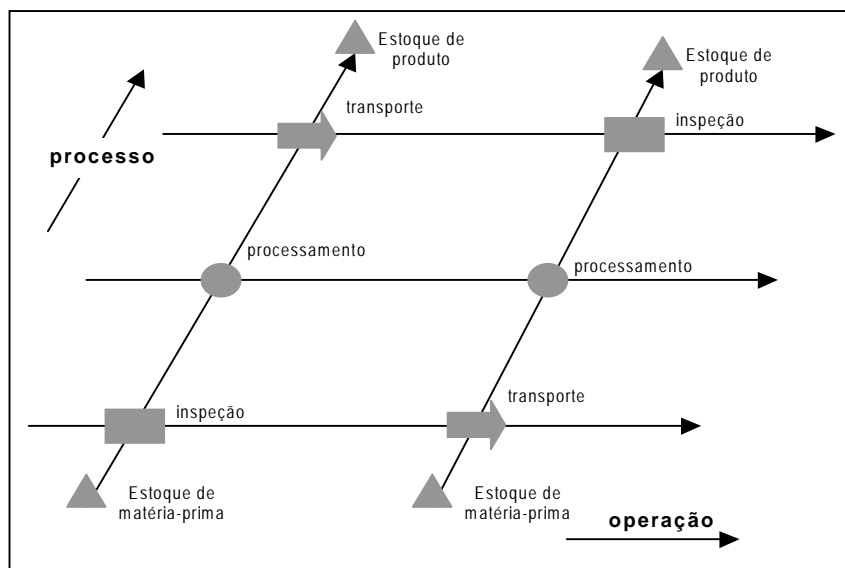 Estoque de
produto
Estoque de
produto
transporte
inspeção
processo
processamento
processamento
inspeção
transporte
Estoque de
matéria-prima
Estoque de
matéria-prima
operação